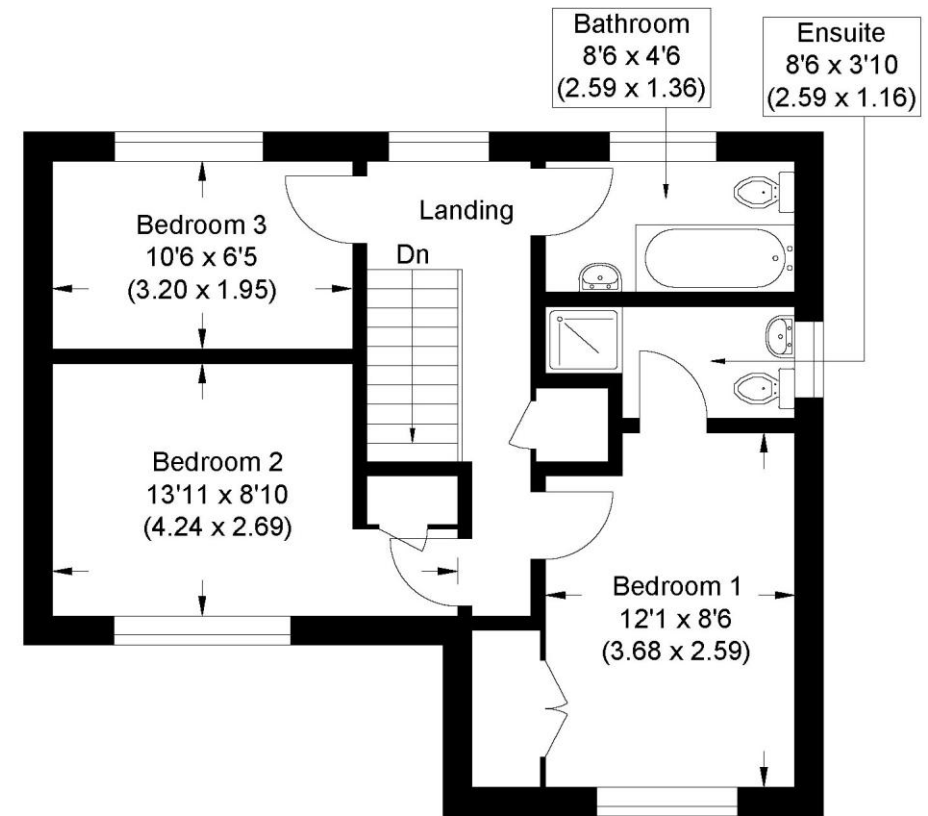 Bathroom
8'6 x 4'6
(2.59 x 1.36)
Ensuite
8'6 x 3'10
(2.59 x 1.16)
Bedroom 3
10'6 x 6'5
(3.20 x 1.95)
Landing
Dn
Bedroom 2
13'11 x 8'10
(4.24 x 2.69)
Bedroom 1
12'1 x 8'6
(3.68 x 2.59)